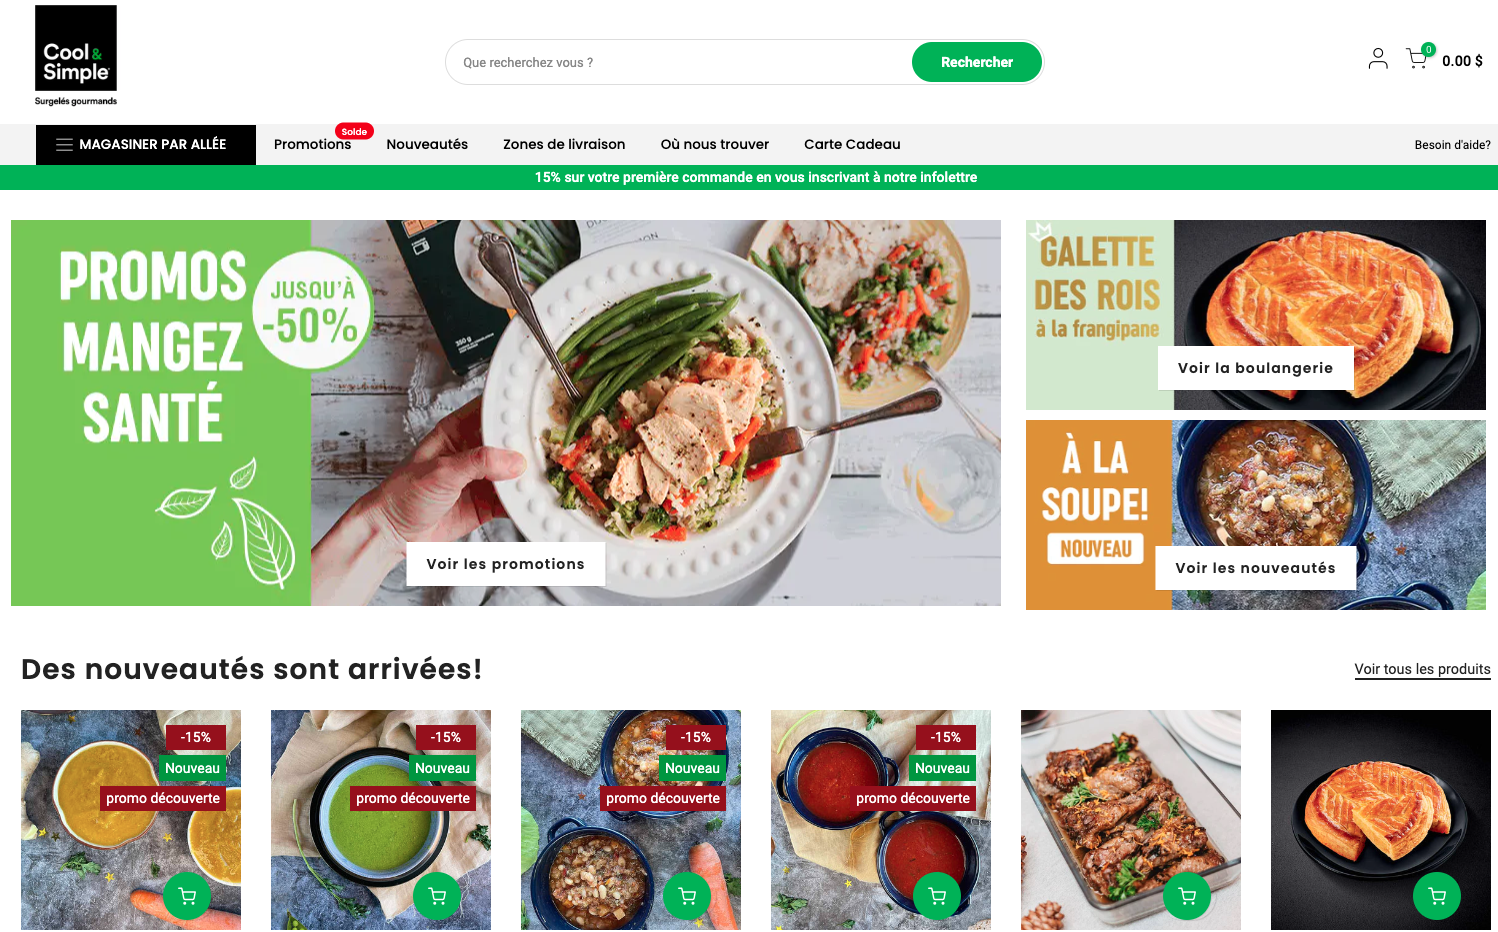 Cool &
Simple
Surgelés gourmands
Que recherchez vous ?
Rechercher
0
0.00 $
MAGASINER PAR ALLÉE
Promotions
Solde
Nouveautés
Zones de livraison
Où nous trouver
Carte Cadeau
Besoin d'aide?
15% sur votre première commande en vous inscrivant à notre infolettre
PROMOS
MANGEZ
SANTÉ
JUSQU'À
-50%
350 g
Voir les promotions
GALETTE
DES ROIS
à la frangipane
Voir la boulangerie
À LA
SOUPE!
NOUVEAU
Voir les nouveautés
Des nouveautés sont arrivées!
Voir tous les produits
-15%
Nouveau
promo découverte
-15%
Nouveau
promo découverte
-15%
Nouveau
promo découverte
-15%
Nouveau
promo découverte